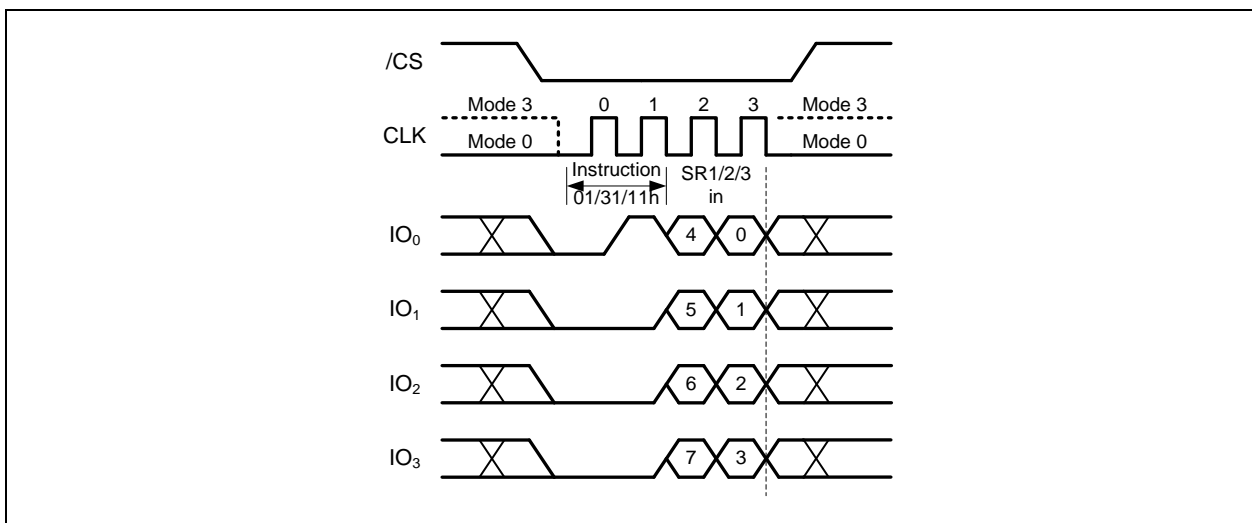 /CS
Mode 3 0 1 2 3 Mode 3
CLK
Mode 0 Mode 0
Instruction SR1/2/3
01/31/11h in
IO0 4 0
IO1 5 1
IO2 6 2
IO3 7 3